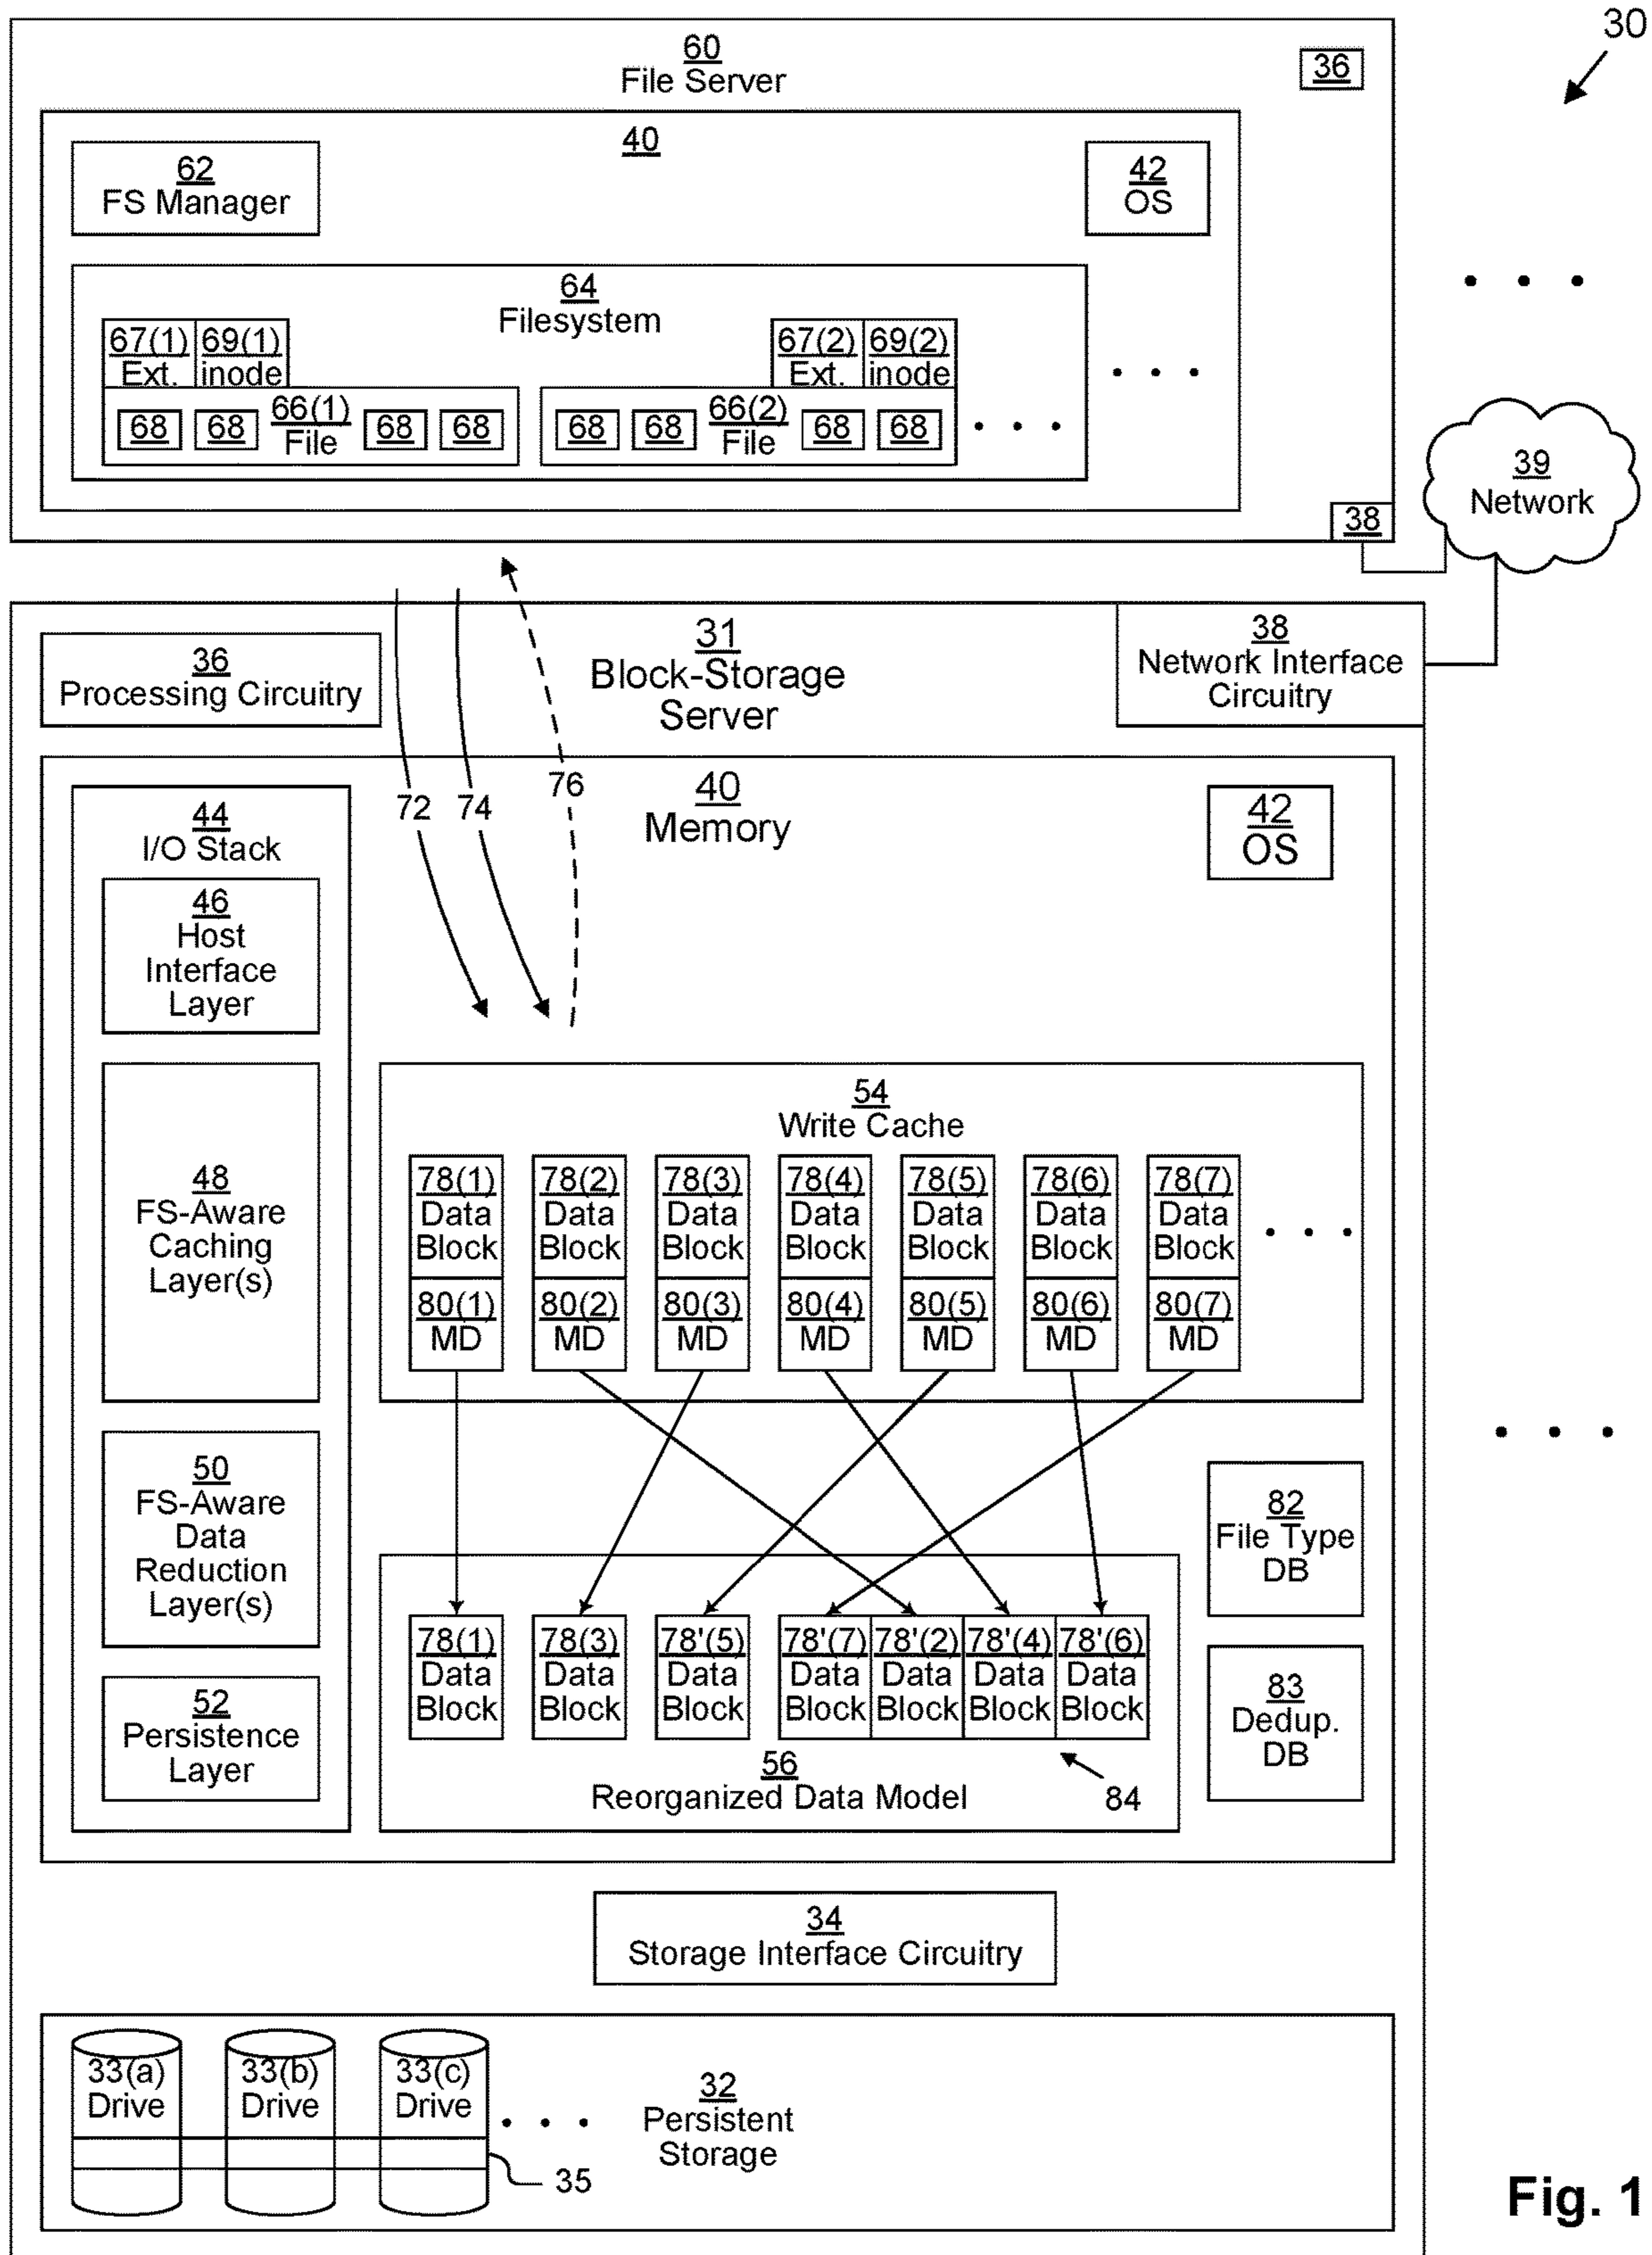 30
60
File Server
36
40
62
FS Manager
42
OS
64
Filesystem
67(1)
Ext.
69(1)
inode
67(2)
Ext.
69(2)
inode
68
68
66(1)
File
68
68
68
68
66(2)
File
68
68
39
Network
38
31
Block-Storage
Server
36
Processing Circuitry
38
Network Interface
Circuitry
72
74
76
40
Memory
42
OS
44
I/O Stack
46
Host
Interface
Layer
48
FS-Aware
Caching
Layer(s)
50
FS-Aware
Data
Reduction
Layer(s)
52
Persistence
Layer
54
Write Cache
78(1)
Data
Block
80(1)
MD
78(2)
Data
Block
80(2)
MD
78(3)
Data
Block
80(3)
MD
78(4)
Data
Block
80(4)
MD
78(5)
Data
Block
80(5)
MD
78(6)
Data
Block
80(6)
MD
78(7)
Data
Block
80(7)
MD
78(1)
Data
Block
78(3)
Data
Block
78'(5)
Data
Block
78'(7)
Data
Block
78'(2)
Data
Block
78'(4)
Data
Block
78'(6)
Data
Block
56
Reorganized Data Model
84
82
File Type
DB
83
Dedup.
DB
34
Storage Interface Circuitry
33(a)
Drive
33(b)
Drive
33(c)
Drive
35
32
Persistent
Storage
Fig. 1